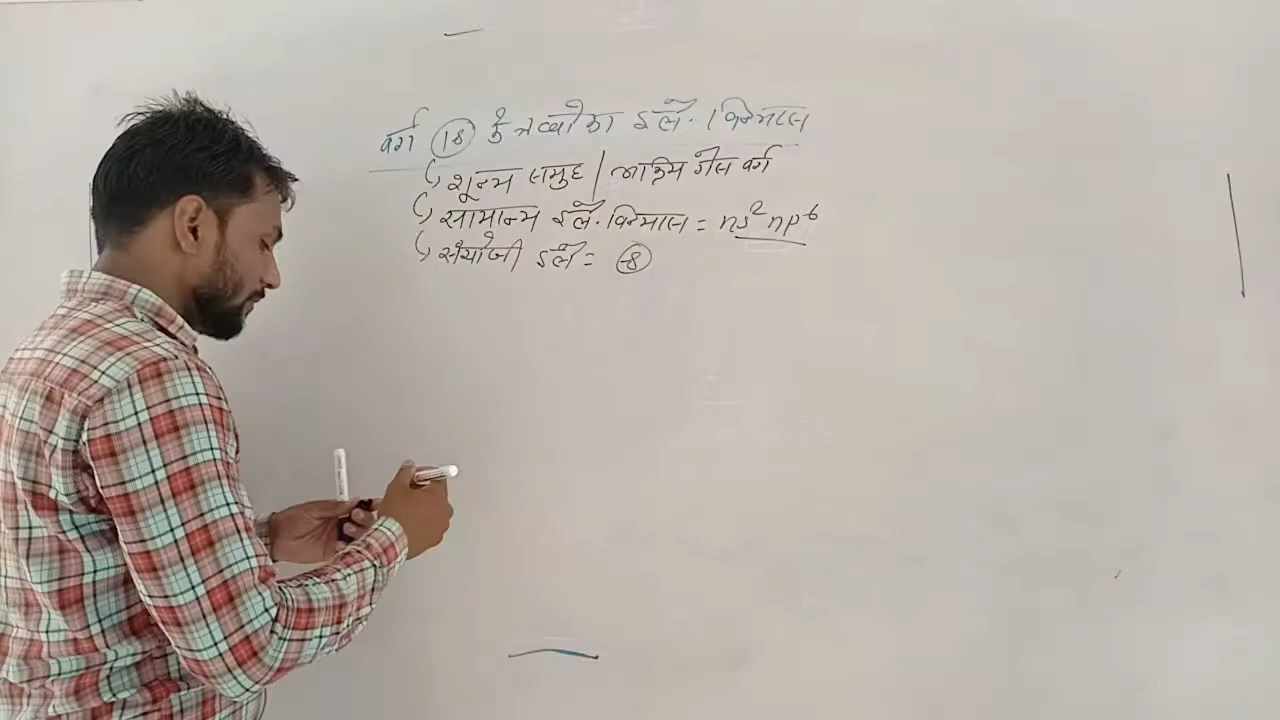 वर्ग 18 के तत्वों का इलै. विन्यास
शून्य समुह / अक्रिय गैस वर्ग
सामान्य इलै. विन्यास = ns² np⁶
संयोजी इलै = 8